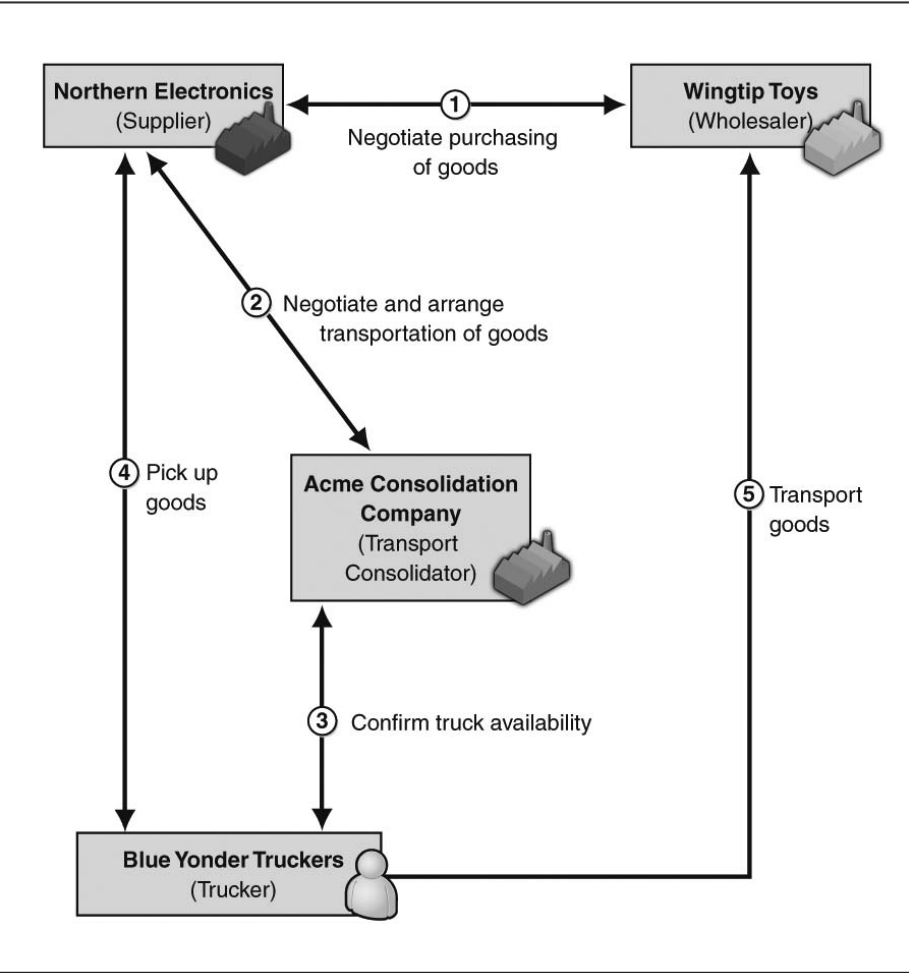 Northern Electronics
(Supplier)
1
Negotiate purchasing
of goods
Wingtip Toys
(Wholesaler)
2
Negotiate and arrange
transportation of goods
4
Pick up
goods
Acme Consolidation
Company
(Transport
Consolidator)
5
Transport
goods
3
Confirm truck availability
Blue Yonder Truckers
(Trucker)